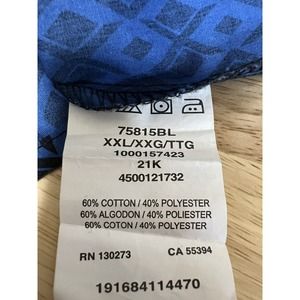 75815BL
XXL/XXG/TTG
1000157423
21K
4500121732
60% COTTON / 40% POLYESTER
60% ALGODON / 40% POLIESTER
60% COTON / 40% POLYESTER
RN 130273 CA 55394
191684114470